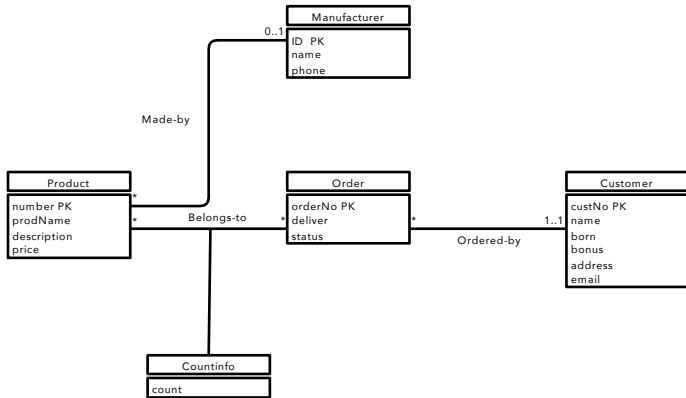 Manufacturer
0..1
ID PK
name
phone
Made-by
Product
Order
Customer
*
number PK
prodName
description
price
*
Belongs-to
*
orderNo PK
deliver
status
*
Ordered-by
1..1
custNo PK
name
born
bonus
address
email
Countinfo
count